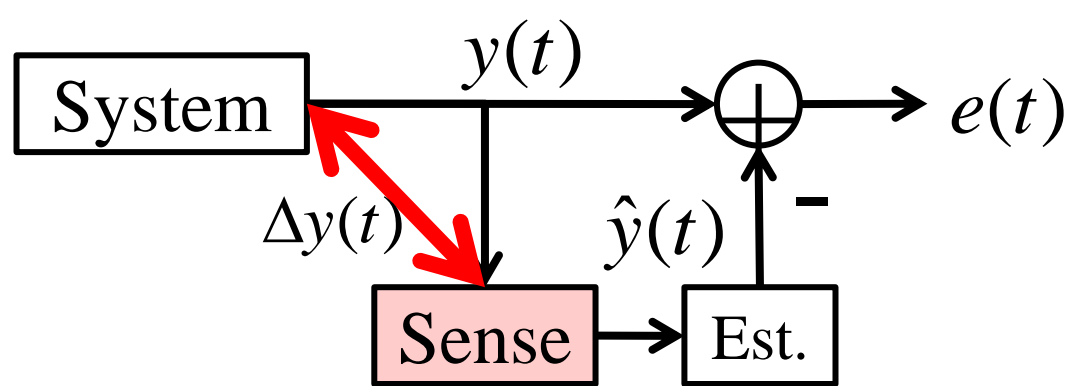 y(t)
System
e(t)
Δy(t)
ŷ(t)
-
Sense
Est.